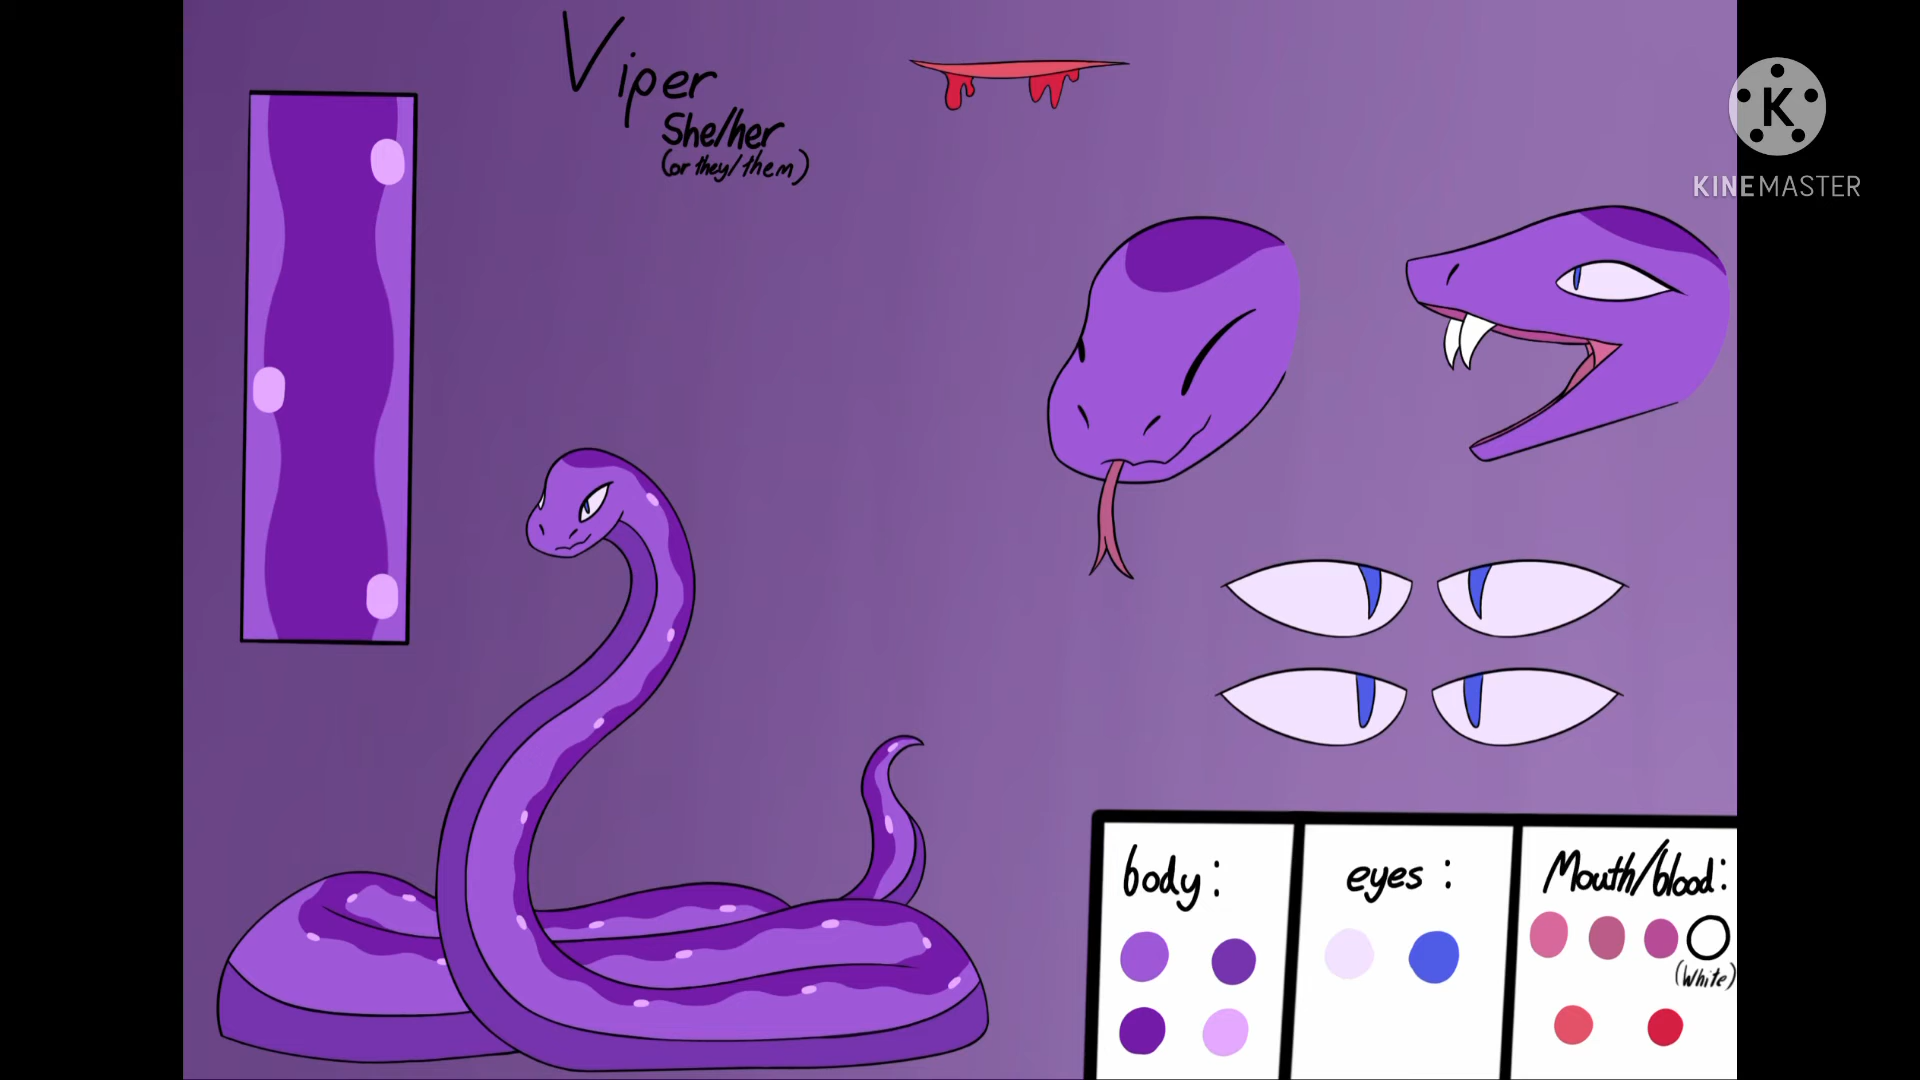 Viper
She/her
(or they/them)
K
KINEMASTER
body:
eyes:
Mouth/blood:
(White)